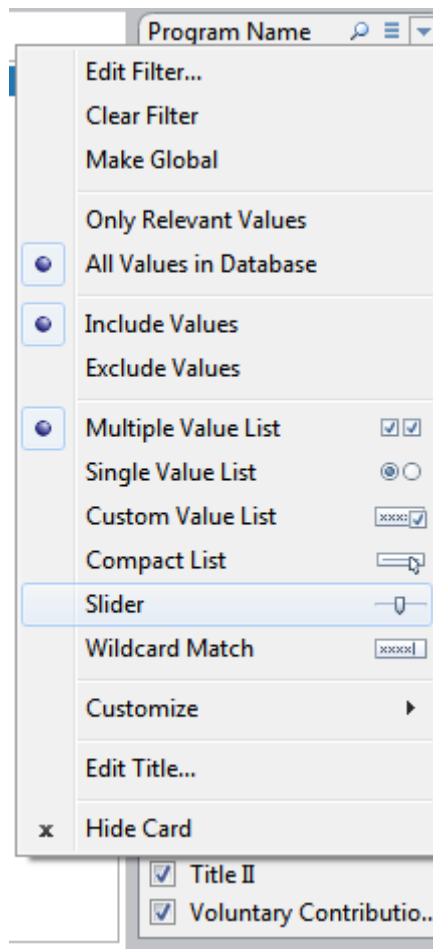 Program Name
Edit Filter...
Clear Filter
Make Global
Only Relevant Values
All Values in Database
Include Values
Exclude Values
Multiple Value List
Single Value List
Custom Value List
Compact List
Slider
Wildcard Match
Customize
Edit Title...
x Hide Card
Title II
Voluntary Contributio..